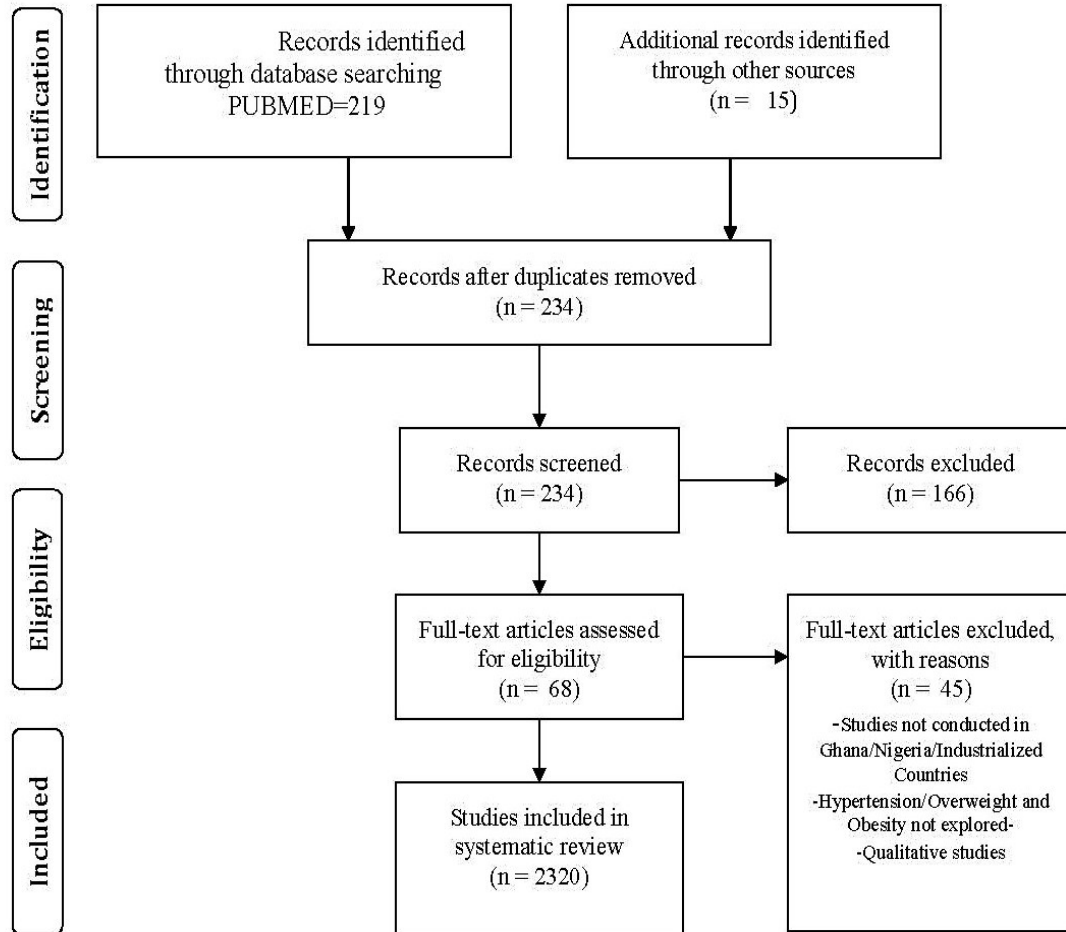 Identification
Records identified
through database searching
PUBMED=219
Additional records identified
through other sources
(n = 15)
Screening
Records after duplicates removed
(n = 234)
Records screened
(n = 234)
Records excluded
(n = 166)
Eligibility
Full-text articles assessed
for eligibility
(n = 68)
Full-text articles excluded,
with reasons
(n = 45)
-Studies not conducted in
Ghana/Nigeria/Industrialized
Countries
-Hypertension/Overweight and
Obesity not explored-
-Qualitative studies
Included
Studies included in
systematic review
(n = 2320)